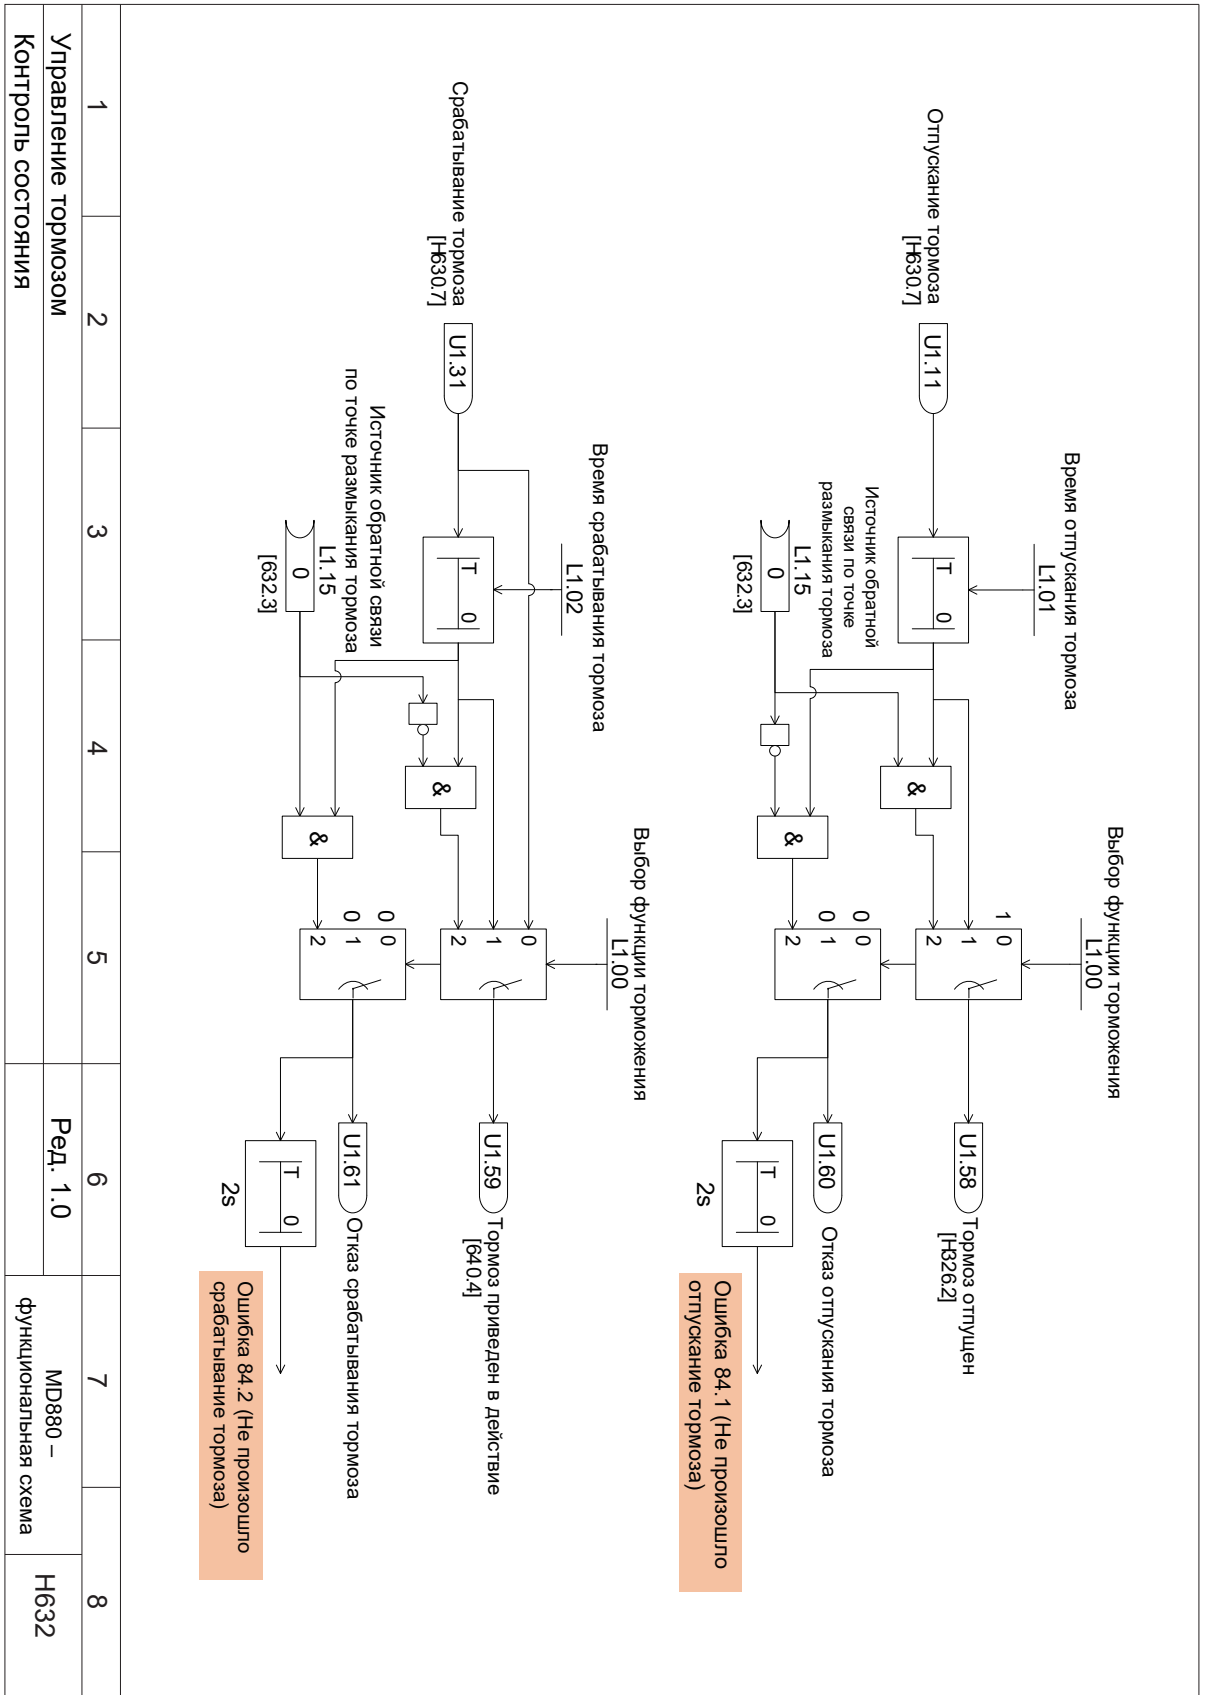 Выбор функции торможения
L1.00
Время отпускания тормоза
L1.01
Отпускание тормоза
[H630.7]
U1.11
T 0
1
0
1
2
U1.58
Тормоз отпущен
[H326.2]
Источник обратной
связи по точке
размыкания тормоза
L1.15
0
[632.3]
&
&
0
0
0
1
2
U1.60
Отказ отпускания тормоза
T 0
2s
Ошибка 84.1 (Не произошло
отпускание тормоза)
Выбор функции торможения
L1.00
Время срабатывания тормоза
L1.02
Срабатывание тормоза
[H630.7]
U1.31
T 0
0
1
2
U1.59
Тормоз приведен в действие
[640.4]
Источник обратной связи
по точке размыкания тормоза
L1.15
0
[632.3]
&
&
0
0
0
1
2
U1.61
Отказ срабатывания тормоза
T 0
2s
Ошибка 84.2 (Не произошло
срабатывание тормоза)
1 2 3 4 5 6 7 8
Управление тормозом
Ред. 1.0
Контроль состояния
MD880 –
функциональная схема
H632